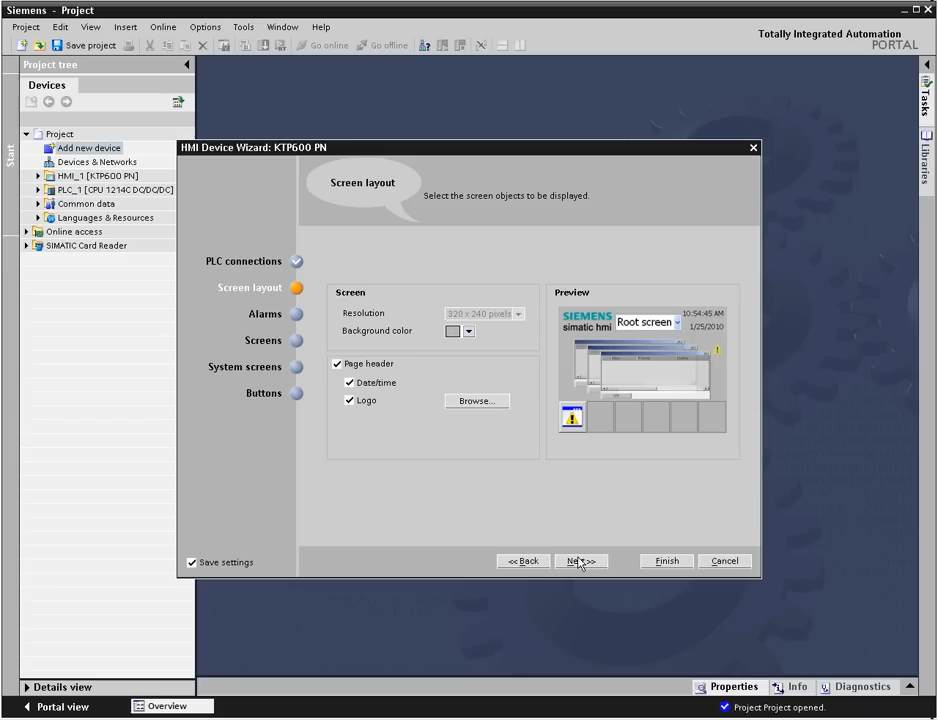 Siemens - Project
Project Edit View Insert Online Options Tools Window Help
Save project Go online Go offline
Totally Integrated Automation
PORTAL
Project tree
Devices
Project
Add new device
Devices & Networks
HMI_1 [KTP600 PN]
PLC_1 [CPU 1214C DC/DC/DC]
Common data
Languages & Resources
Online access
SIMATIC Card Reader
Start
HMI Device Wizard: KTP600 PN
Screen layout
Select the screen objects to be displayed.
PLC connections
Screen layout
Alarms
Screens
System screens
Buttons
Screen
Resolution 320 x 240 pixels
Background color
Page header
Date/time
Logo Browse...
Preview
SIEMENS
simatic hmi
Root screen
10:54:45 AM
1/25/2010
Save settings
<< Back Next >> Finish Cancel
Tasks
Libraries
Details view
Properties Info Diagnostics
Portal view Overview
Project Project opened.